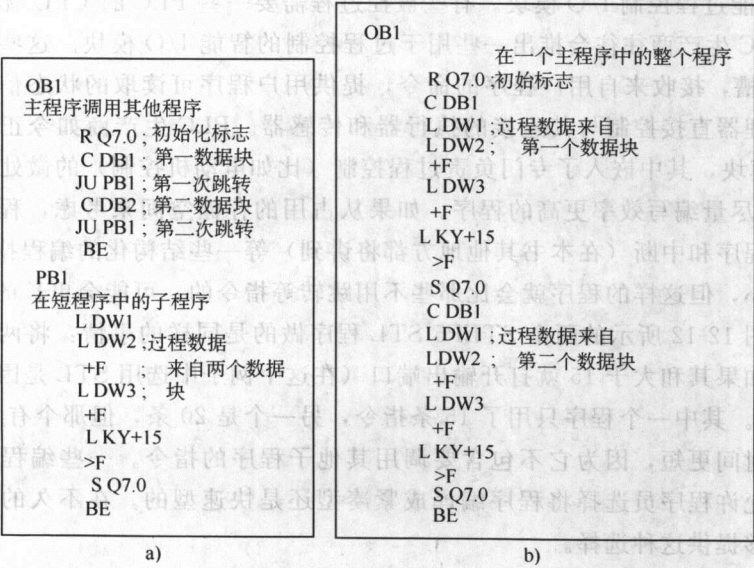 OB1
主程序调用其他程序
R Q7.0 ; 初始化标志
C DB1 ; 第一数据块
JU PB1 ; 第一次跳转
C DB2 ; 第二数据块
JU PB1 ; 第二次跳转
BE
PB1
在短程序中的子程序
L DW1
L DW2 ; 过程数据
+F ; 来自两个数据
L DW3 ; 块
+F
L KY+15
>F
S Q7.0
BE
a)
OB1
在一个主程序中的整个程序
R Q7.0 ; 初始标志
C DB1
L DW1 ; 过程数据来自
L DW2 ; 第一个数据块
+F
L DW3
+F
L KY+15
>F
S Q7.0
C DB1
L DW1 ; 过程数据来自
LDW2 ; 第二个数据块
+F
L DW3
+F
L KY+15
>F
S Q7.0
BE
b)